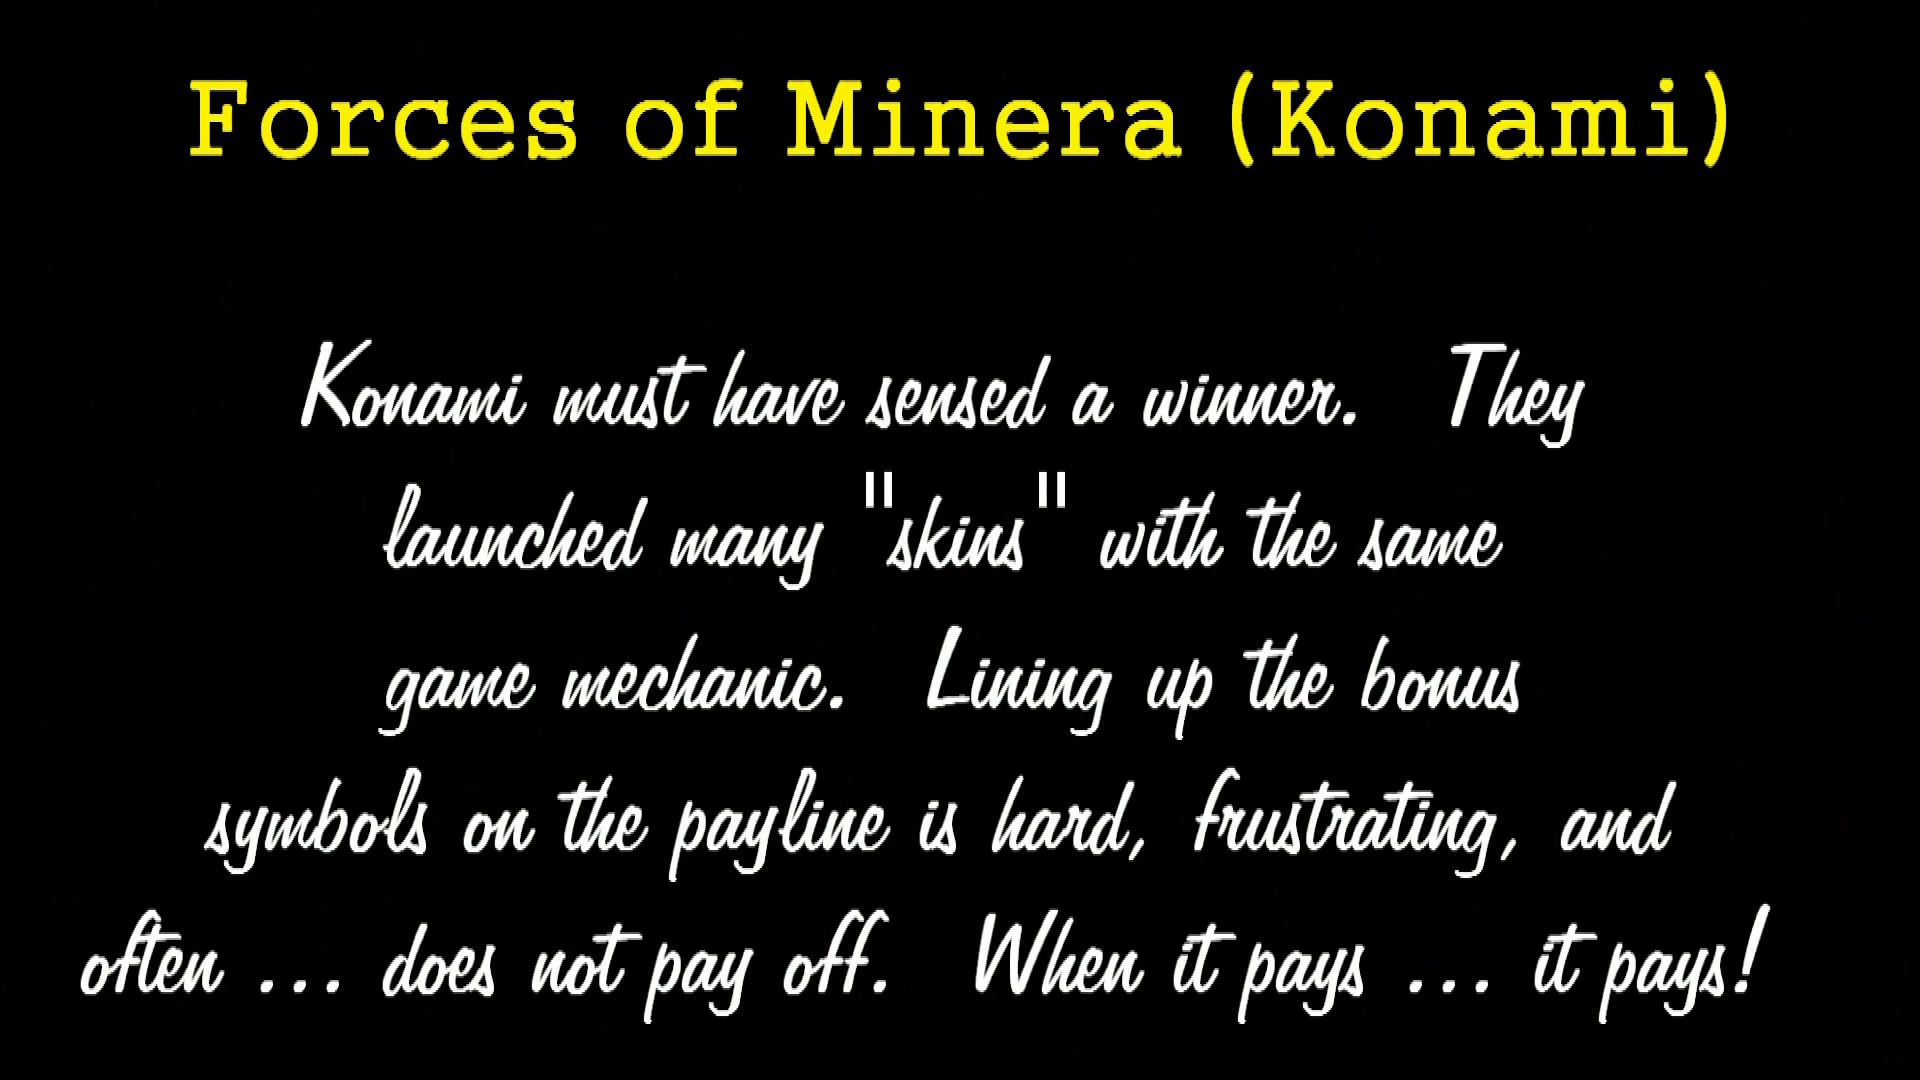 Forces of Minera (Konami)
Konami must have sensed a winner. They
launched many "skins" with the same
game mechanic. Lining up the bonus
symbols on the payline is hard, frustrating, and
often ... does not pay off. When it pays ... it pays!